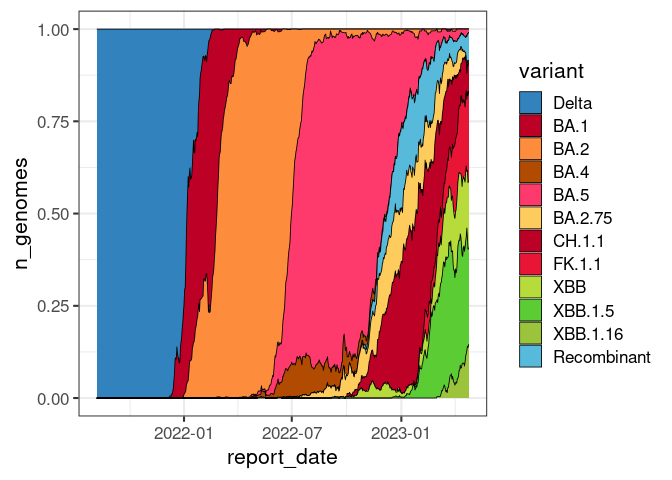 1.00
0.75
0.50
0.25
0.00
n_genomes
2022-01
2022-07
2023-01
report_date
variant
Delta
BA.1
BA.2
BA.4
BA.5
BA.2.75
CH.1.1
FK.1.1
XBB
XBB.1.5
XBB.1.16
Recombinant